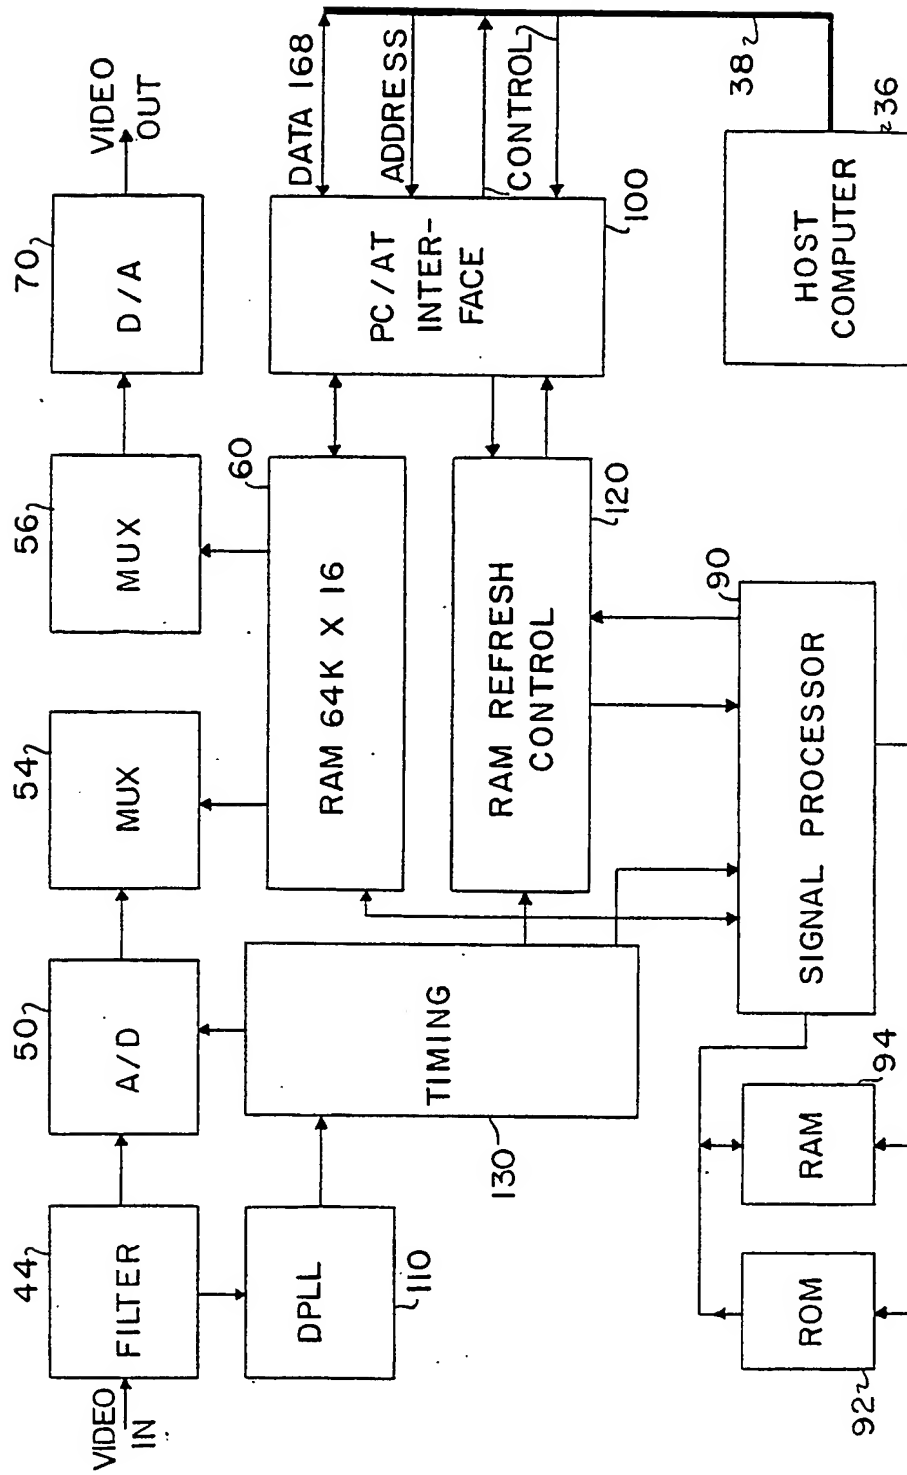 VIDEO
IN
44
FILTER
50
A/D
54
MUX
56
MUX
70
D/A
VIDEO
OUT
DPLL
110
TIMING
130
RAM 64K X 16
60
RAM REFRESH
CONTROL
120
PC/AT
INTER-
FACE
100
DATA 168
ADDRESS
CONTROL
38
HOST
COMPUTER
36
SIGNAL PROCESSOR
90
ROM
92
RAM
94